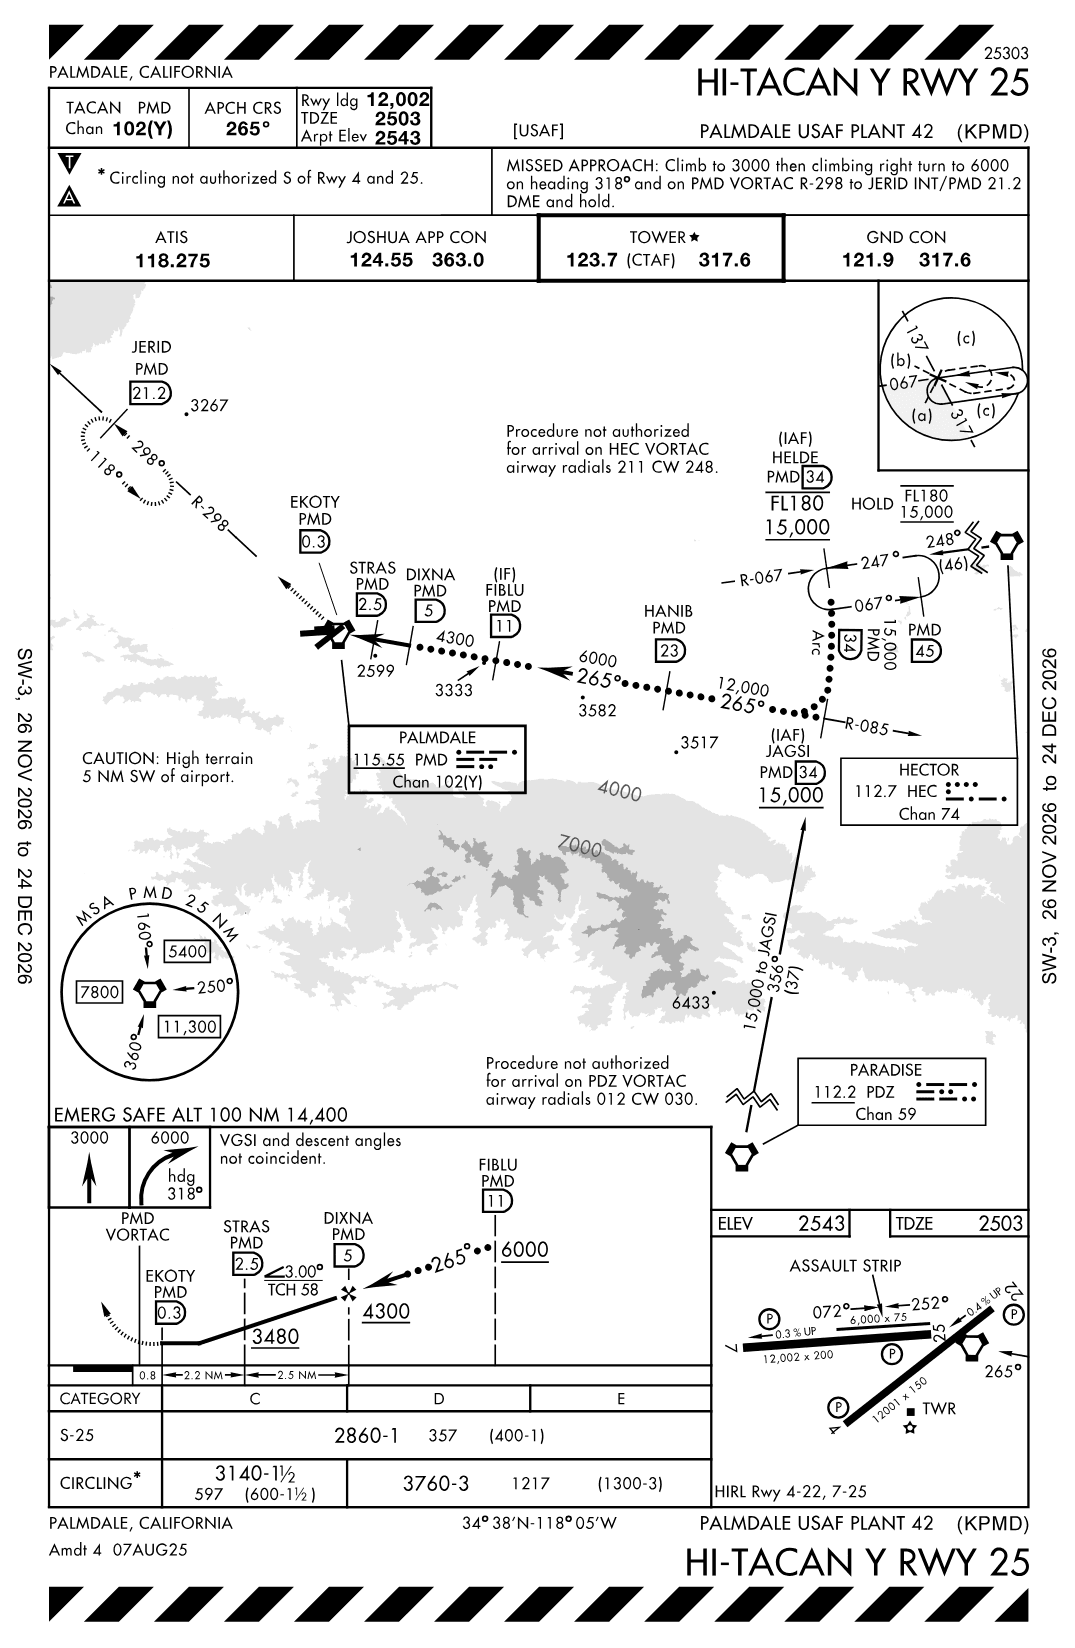 25303
PALMDALE, CALIFORNIA
HI-TACAN Y RWY 25
TACAN PMD
Chan 102(Y)
APCH CRS
265°
Rwy ldg 12,002
TDZE 2503
Arpt Elev 2543
[USAF]
PALMDALE USAF PLANT 42 (KPMD)
T
A
* Circling not authorized S of Rwy 4 and 25.
MISSED APPROACH: Climb to 3000 then climbing right turn to 6000
on heading 318° and on PMD VORTAC R-298 to JERID INT/PMD 21.2
DME and hold.
ATIS
118.275
JOSHUA APP CON
124.55 363.0
TOWER★
123.7 (CTAF) 317.6
GND CON
121.9 317.6
137
(c)
(b)
067
(a)
(c)
317
JERID
PMD
21.2
3267
298°
118°
R-298
Procedure not authorized
for arrival on HEC VORTAC
airway radials 211 CW 248.
(IAF)
HELDE
PMD 34
FL180
15,000
HOLD
FL180
15,000
248°
(46)
247°
R-067
067°
PMD
45
Arc
34
PMD
15,000
EKOTY
PMD
0.3
STRAS
PMD
2.5
DIXNA
PMD
5
(IF)
FIBLU
PMD
11
HANIB
PMD
23
4300
2599
3333
6000
265°
3582
12,000
265°
3517
R-085
(IAF)
JAGSI
PMD 34
15,000
PALMDALE
115.55 PMD
Chan 102(Y)
HECTOR
112.7 HEC
Chan 74
CAUTION: High terrain
5 NM SW of airport.
4000
7000
6433
15,000 to JAGSI
356°
(37)
MSA PMD 25 NM
160°
5400
7800
250°
11,300
360°
Procedure not authorized
for arrival on PDZ VORTAC
airway radials 012 CW 030.
PARADISE
112.2 PDZ
Chan 59
EMERG SAFE ALT 100 NM 14,400
3000
6000
hdg
318°
VGSI and descent angles
not coincident.
PMD
VORTAC
EKOTY
PMD
0.3
STRAS
PMD
2.5
3.00°
TCH 58
DIXNA
PMD
5
FIBLU
PMD
11
265°
6000
4300
3480
0.8
2.2 NM
2.5 NM
CATEGORY C D E
S-25 2860-1 357 (400-1)
CIRCLING*
3140-1½
597 (600-1½)
3760-3 1217 (1300-3)
ELEV 2543
TDZE 2503
ASSAULT STRIP
072° 252°
6,000 x 75
0.4% UP
22
P
P
0.3% UP
25
7
12,002 x 200
P
265°
P
12001 x 150
4
TWR
HIRL Rwy 4-22, 7-25
PALMDALE, CALIFORNIA
34°38'N-118°05'W
PALMDALE USAF PLANT 42 (KPMD)
Amdt 4 07AUG25
HI-TACAN Y RWY 25
SW-3, 26 NOV 2026 to 24 DEC 2026
SW-3, 26 NOV 2026 to 24 DEC 2026